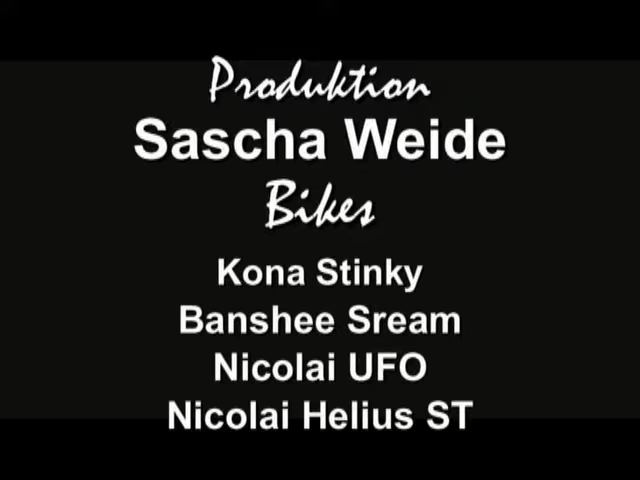 Produktion
Sascha Weide
Bikes
Kona Stinky
Banshee Sream
Nicolai UFO
Nicolai Helius ST